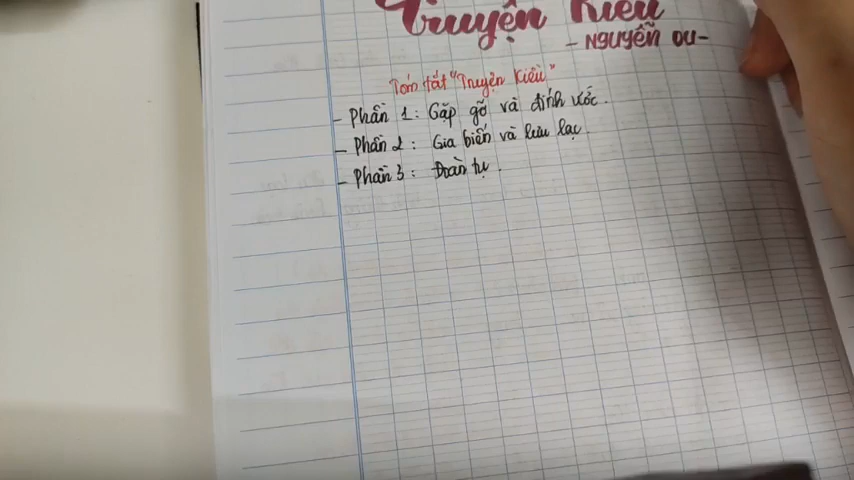 Truyện Kiều
- NGUYỄN DU -
Tóm tắt "Truyện Kiều"
- Phần 1: Gặp gỡ và đính ước.
- Phần 2: Gia biến và lưu lạc.
- Phần 3: Đoàn tụ.